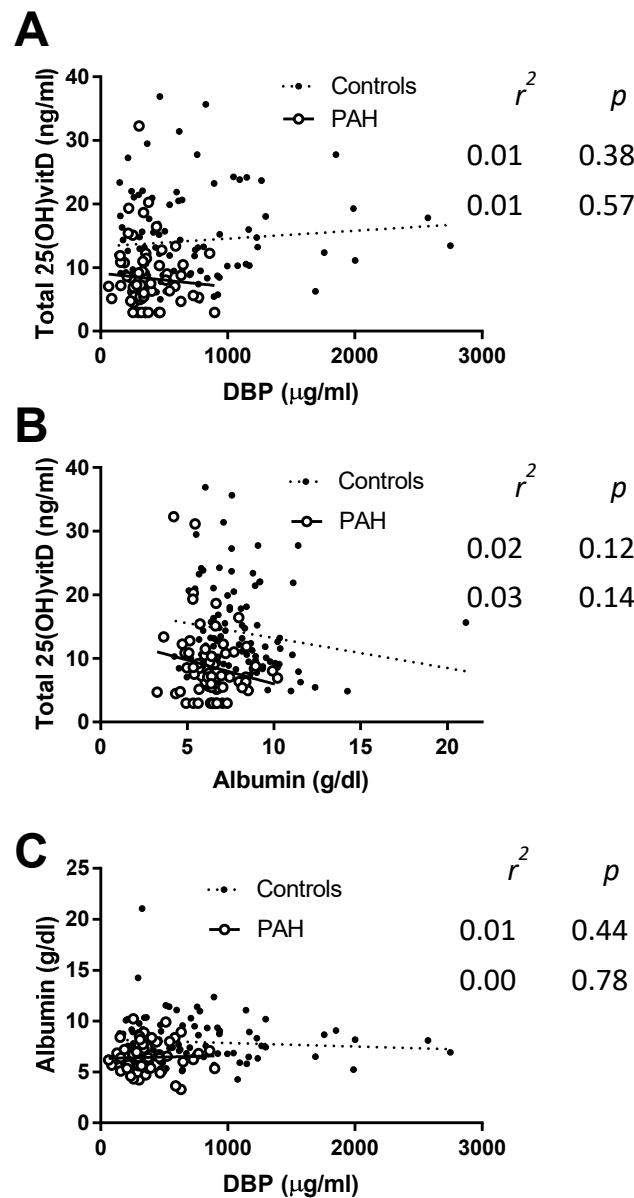 A
Total 25(OH)vitD (ng/ml)
40
30
20
10
0
0 1000 2000 3000
DBP (μg/ml)
Controls
PAH
r² p
0.01 0.38
0.01 0.57
B
Total 25(OH)vitD (ng/ml)
40
30
20
10
0
0 5 10 15 20
Albumin (g/dl)
Controls
PAH
r² p
0.02 0.12
0.03 0.14
C
Albumin (g/dl)
25
20
15
10
5
0
0 1000 2000 3000
DBP (μg/ml)
Controls
PAH
r² p
0.01 0.44
0.00 0.78